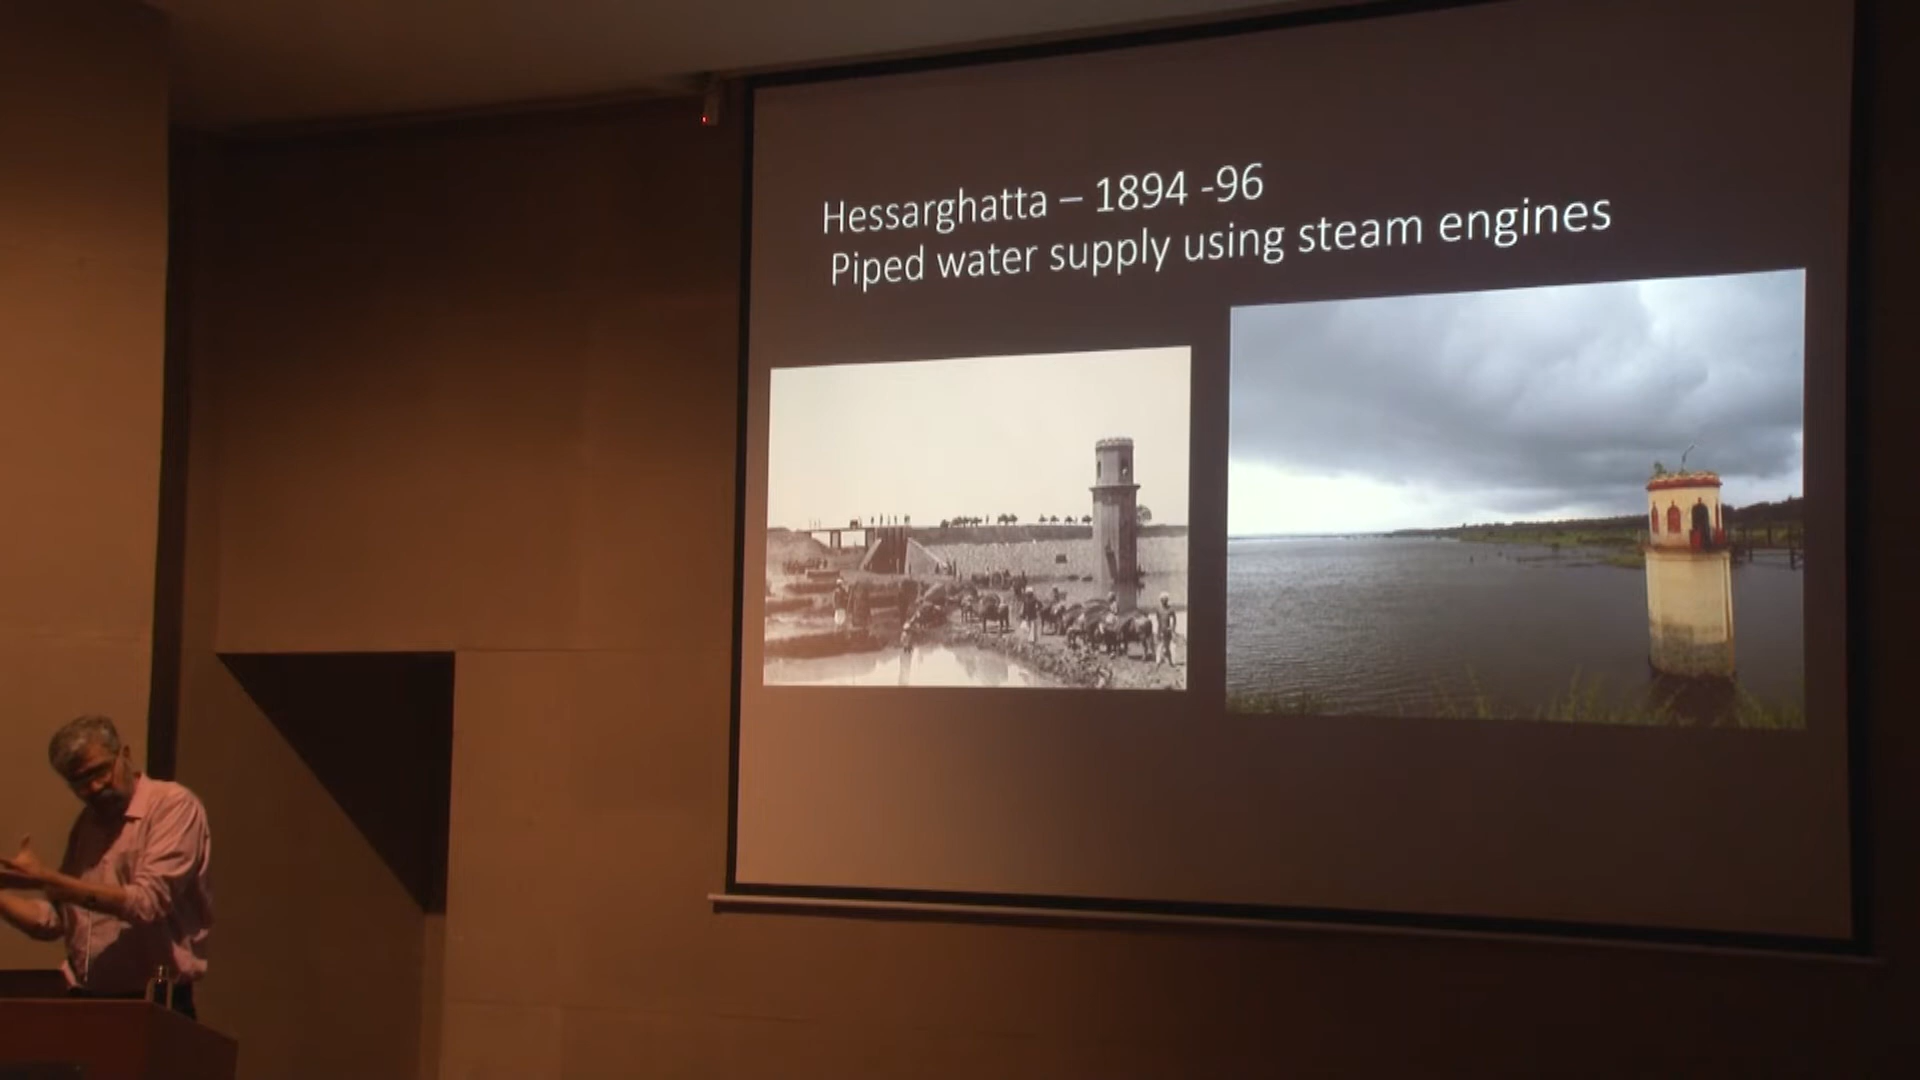 Hessarghatta – 1894 -96
Piped water supply using steam engines